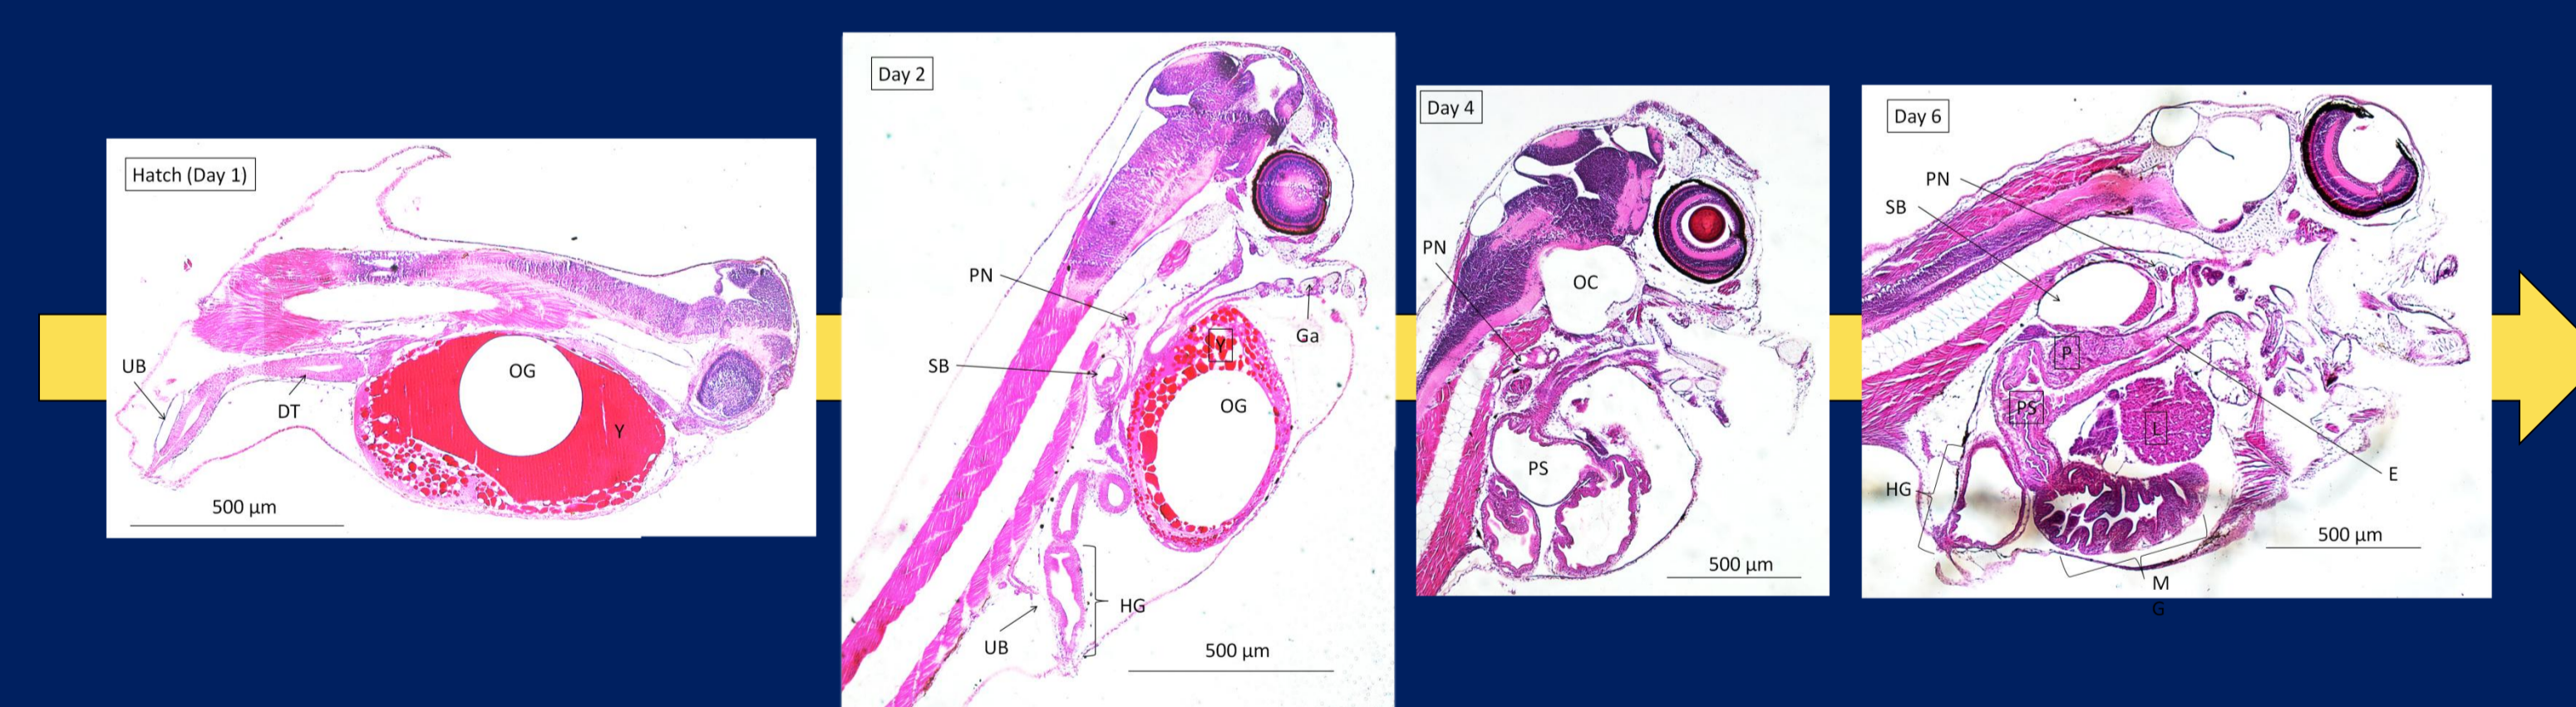 Hatch (Day 1)
UB
DT
OG
Y
500 µm
Day 2
PN
SB
Y
OG
Ga
HG
UB
500 µm
Day 4
PN
OC
PS
500 µm
Day 6
PN
SB
P
PS
L
HG
E
500 µm
M
G